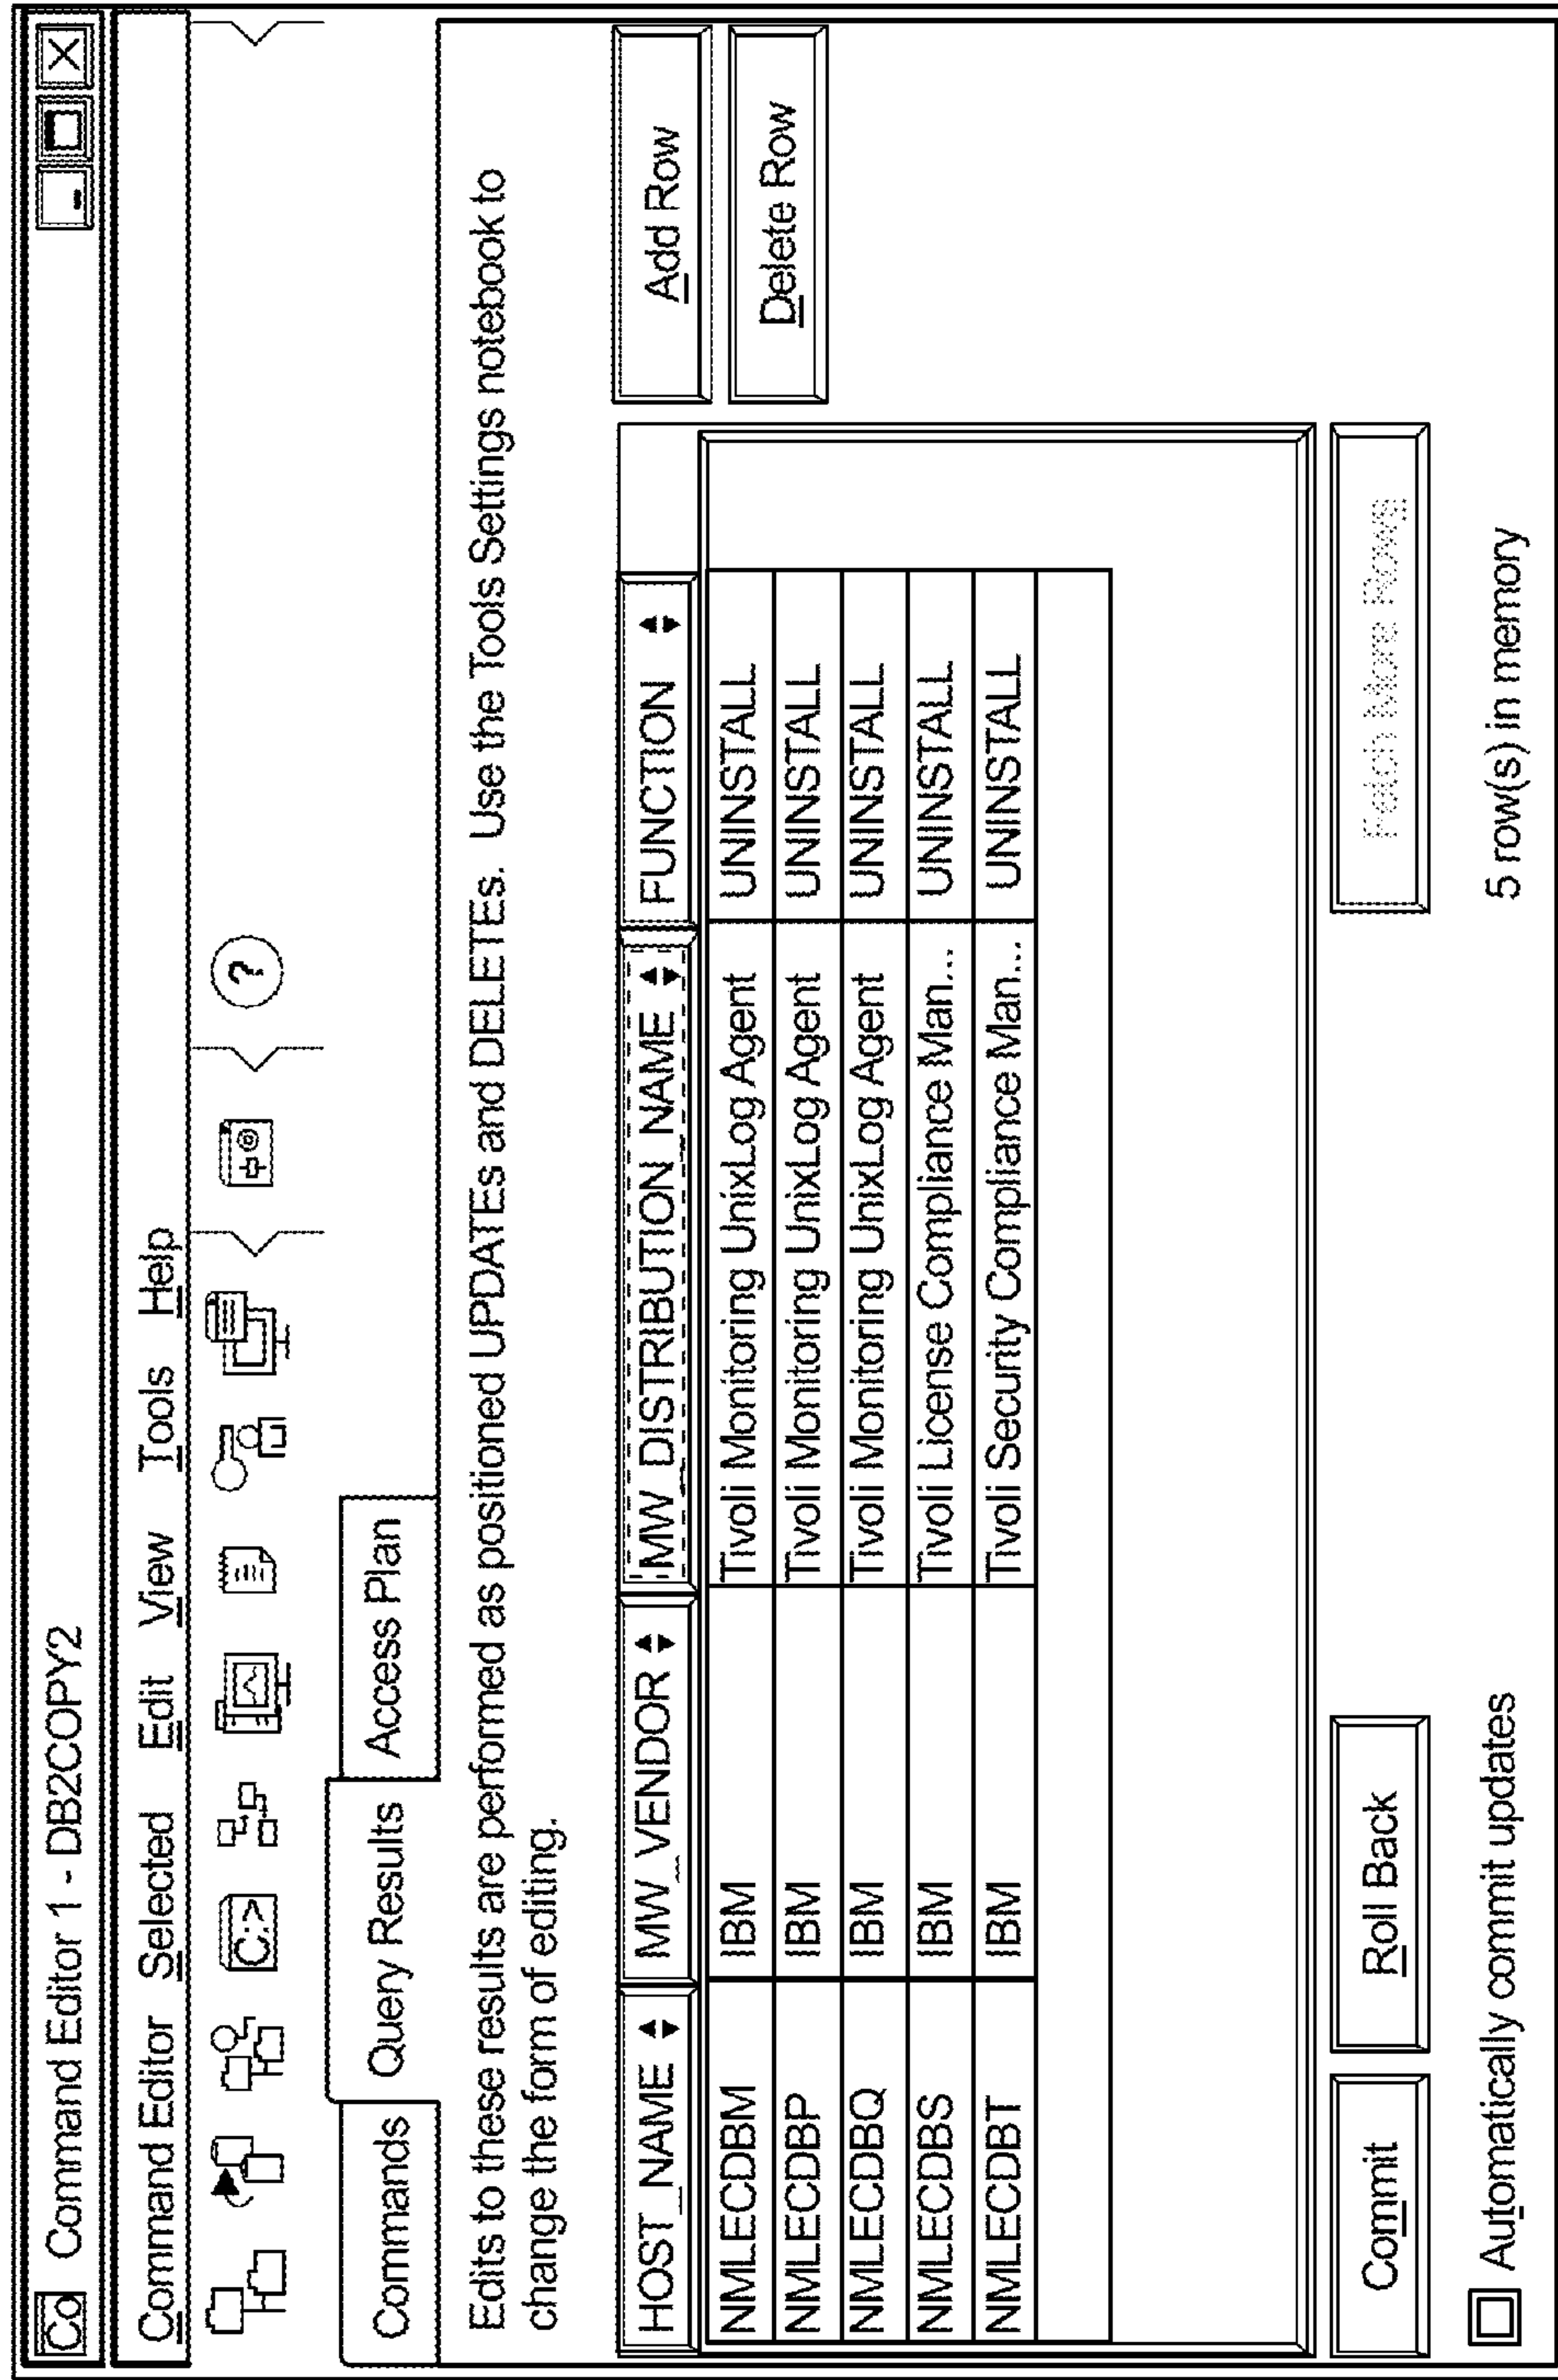 Co Command Editor 1 - DB2COPY2
Command Editor Selected Edit View Tools Help
C:> ?
Commands Query Results Access Plan
Edits to these results are performed as positioned UPDATEs and DELETEs. Use the Tools Settings notebook to
change the form of editing.
HOST_NAME MW_VENDOR MW_DISTRIBUTION_NAME FUNCTION Add Row
NMLECDBM IBM Tivoli Monitoring UnixLog Agent UNINSTALL Delete Row
NMLECDBP IBM Tivoli Monitoring UnixLog Agent UNINSTALL
NMLECDBQ IBM Tivoli Monitoring UnixLog Agent UNINSTALL
NMLECDBS IBM Tivoli License Compliance Man... UNINSTALL
NMLECDBT IBM Tivoli Security Compliance Man... UNINSTALL
Commit Roll Back Fetch More Rows
Automatically commit updates 5 row(s) in memory